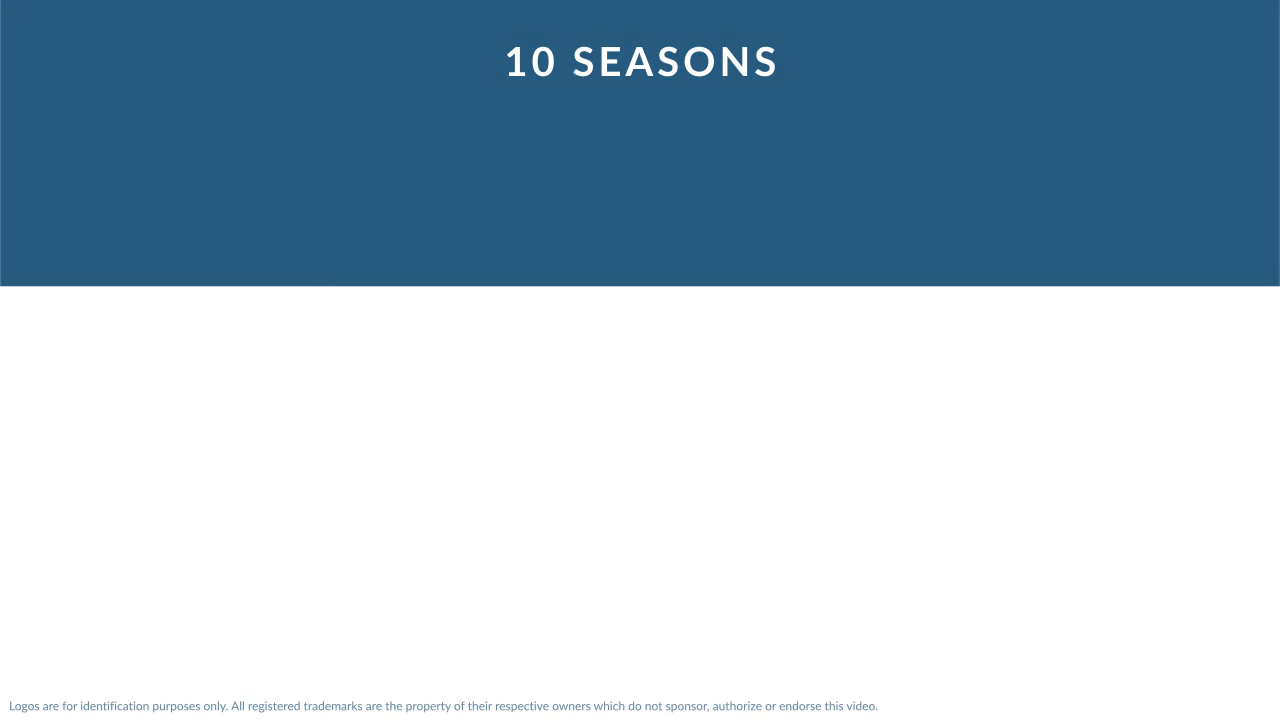 10 SEASONS
Logos are for identification purposes only. All registered trademarks are the property of their respective owners which do not sponsor, authorize or endorse this video.